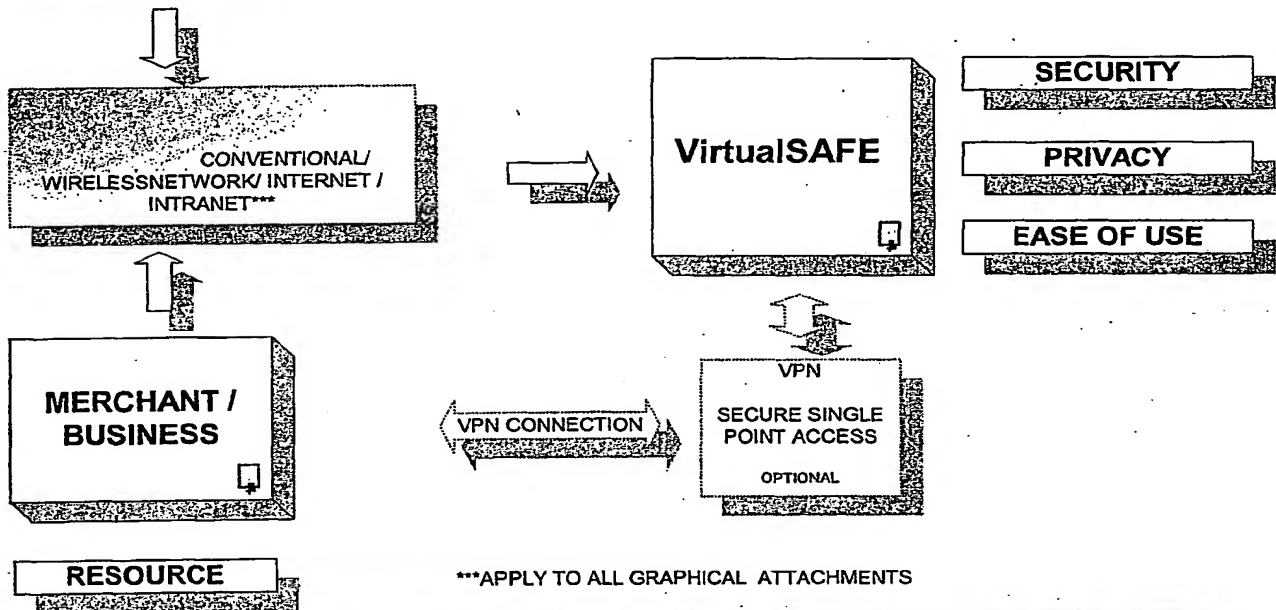 CONVENTIONAL/
WIRELESSNETWORK/ INTERNET /
INTRANET***
VirtualSAFE
SECURITY
PRIVACY
EASE OF USE
MERCHANT /
BUSINESS
VPN CONNECTION
VPN
SECURE SINGLE
POINT ACCESS
OPTIONAL
RESOURCE
***APPLY TO ALL GRAPHICAL ATTACHMENTS